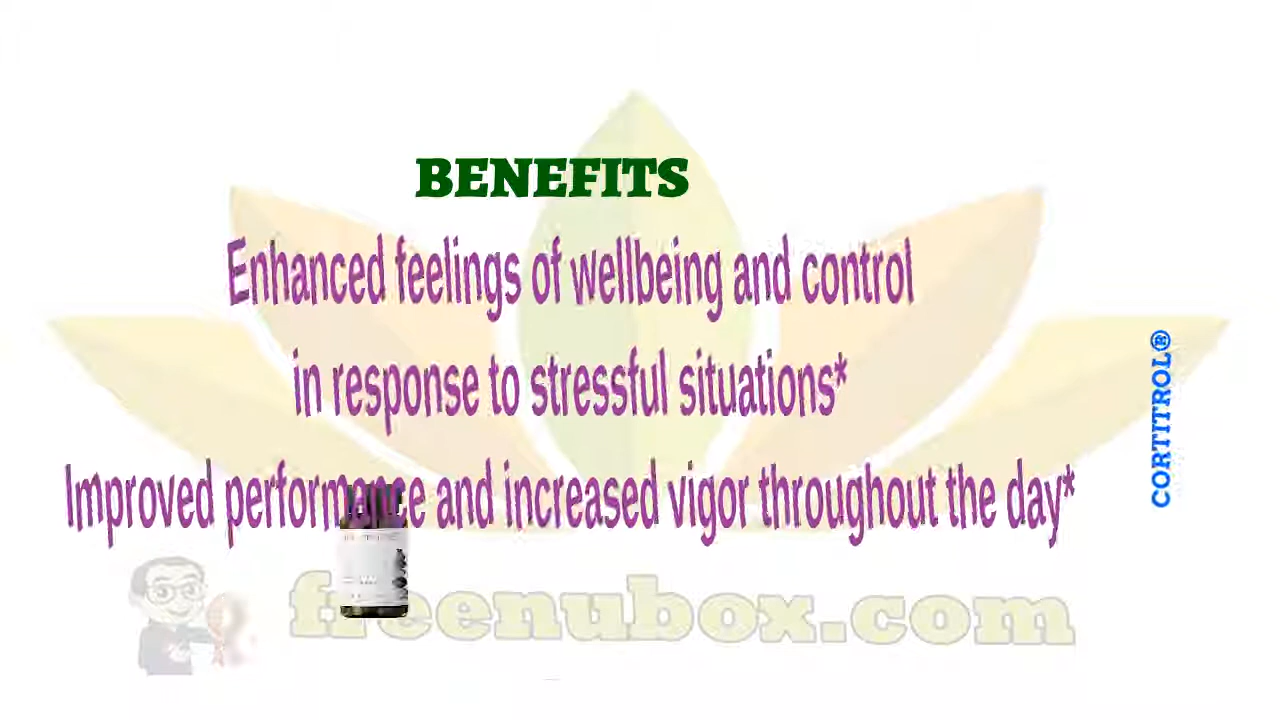 BENEFITS
Enhanced feelings of wellbeing and control
in response to stressful situations*
Improved performance and increased vigor throughout the day*
CORTITROL®
freenubox.com